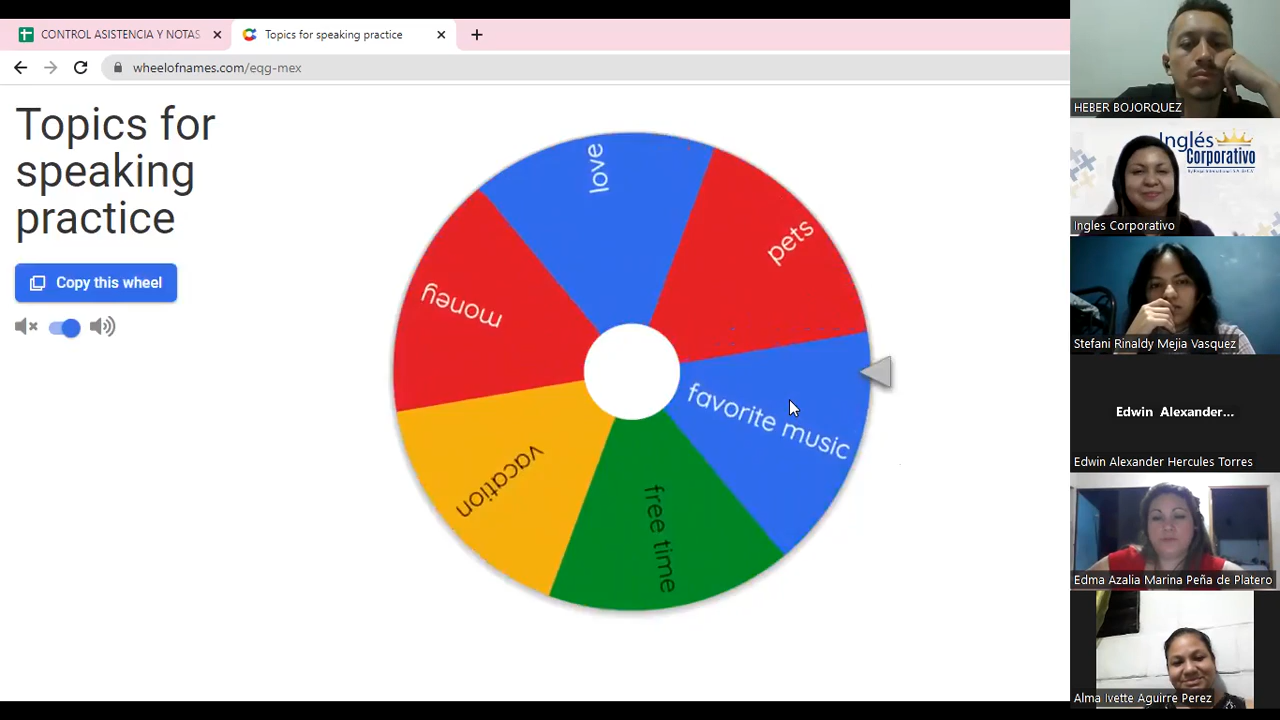 CONTROL ASISTENCIA Y NOTAS
Topics for speaking practice
wheelofnames.com/eqg-mex
Topics for
speaking
practice
Copy this wheel
love
pets
money
favorite music
vacation
free time
HEBER BOJORQUEZ
Inglés
Corporativo
Ingles Corporativo
Stefani Rinaldy Mejia Vasquez
Edwin Alexander...
Edwin Alexander Hercules Torres
Edma Azalia Marina Peña de Platero
Alma Ivette Aguirre Perez